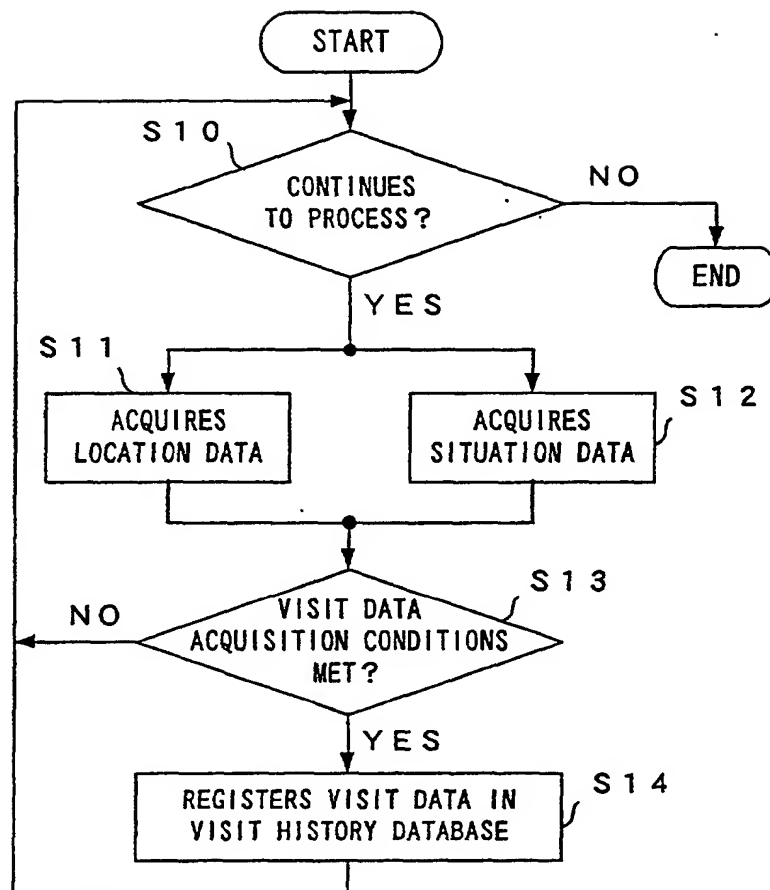 START
S10
CONTINUES
TO PROCESS?
NO
END
YES
S11
ACQUIRES
LOCATION DATA
ACQUIRES
SITUATION DATA
S12
S13
VISIT DATA
ACQUISITION CONDITIONS
MET?
NO
YES
S14
REGISTERS VISIT DATA IN
VISIT HISTORY DATABASE